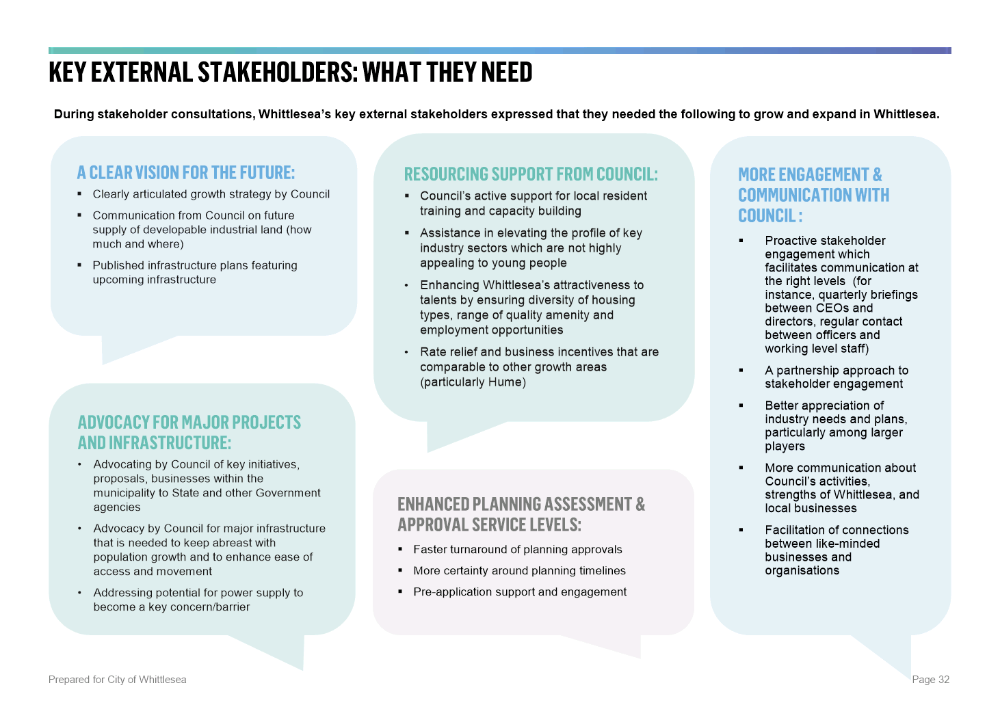 KEY EXTERNAL STAKEHOLDERS: WHAT THEY NEED
During stakeholder consultations, Whittlesea's key external stakeholders expressed that they needed the following to grow and expand in Whittlesea.
A CLEAR VISION FOR THE FUTURE:
▪ Clearly articulated growth strategy by Council
▪ Communication from Council on future
supply of developable industrial land (how
much and where)
▪ Published infrastructure plans featuring
upcoming infrastructure
ADVOCACY FOR MAJOR PROJECTS
AND INFRASTRUCTURE:
• Advocating by Council of key initiatives,
proposals, businesses within the
municipality to State and other Government
agencies
• Advocacy by Council for major infrastructure
that is needed to keep abreast with
population growth and to enhance ease of
access and movement
• Addressing potential for power supply to
become a key concern/barrier
RESOURCING SUPPORT FROM COUNCIL:
▪ Council's active support for local resident
training and capacity building
▪ Assistance in elevating the profile of key
industry sectors which are not highly
appealing to young people
• Enhancing Whittlesea's attractiveness to
talents by ensuring diversity of housing
types, range of quality amenity and
employment opportunities
• Rate relief and business incentives that are
comparable to other growth areas
(particularly Hume)
ENHANCED PLANNING ASSESSMENT &
APPROVAL SERVICE LEVELS:
▪ Faster turnaround of planning approvals
▪ More certainty around planning timelines
▪ Pre-application support and engagement
MORE ENGAGEMENT &
COMMUNICATION WITH
COUNCIL :
▪ Proactive stakeholder
engagement which
facilitates communication at
the right levels (for
instance, quarterly briefings
between CEOs and
directors, regular contact
between officers and
working level staff)
▪ A partnership approach to
stakeholder engagement
▪ Better appreciation of
industry needs and plans,
particularly among larger
players
▪ More communication about
Council's activities,
strengths of Whittlesea, and
local businesses
▪ Facilitation of connections
between like-minded
businesses and
organisations
Prepared for City of Whittlesea
Page 32